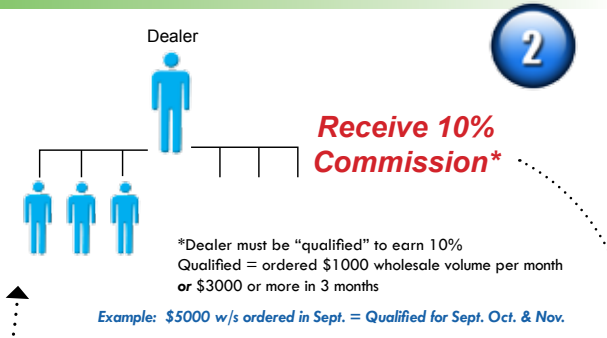 Dealer
2
Receive 10%
Commission*
*Dealer must be “qualified” to earn 10%
Qualified = ordered $1000 wholesale volume per month
or $3000 or more in 3 months
Example: $5000 w/s ordered in Sept. = Qualified for Sept. Oct. & Nov.